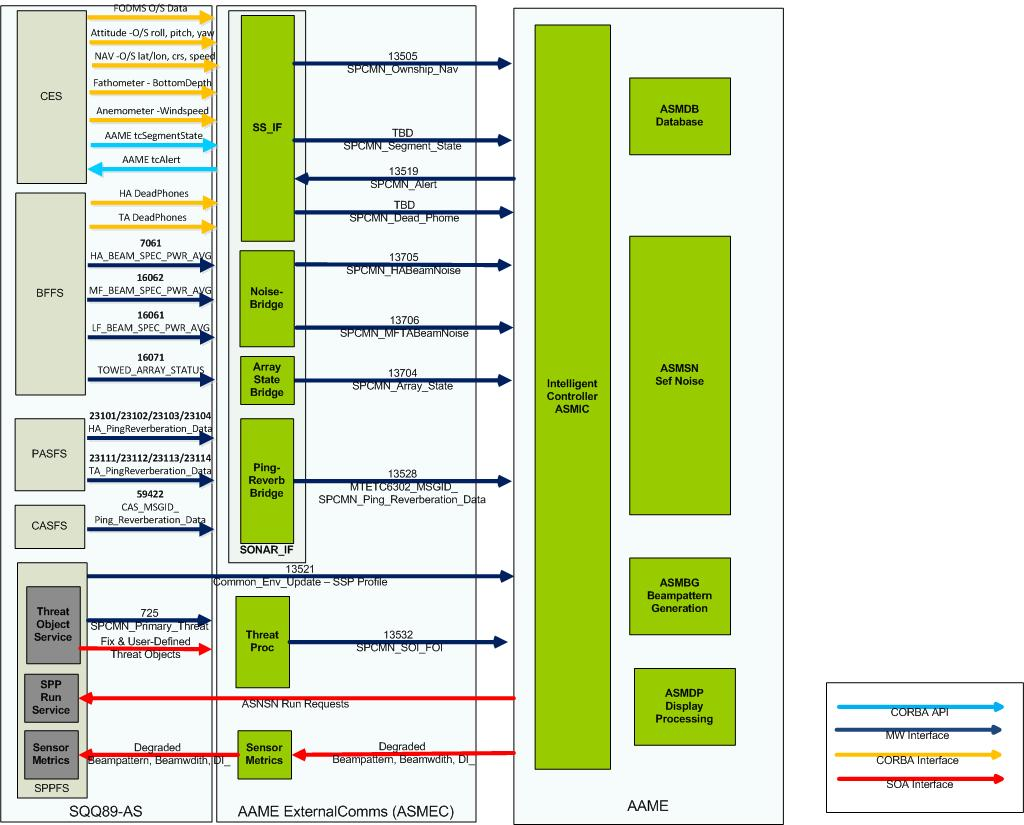 FODMS O/S Data
Attitude -O/S roll, pitch, yaw
NAV -O/S lat/lon, crs, speed
Fathometer - BottomDepth
Anemometer -Windspeed
AAME tcSegmentState
AAME tcAlert
CES
HA DeadPhones
TA DeadPhones
7061
HA_BEAM_SPEC_PWR_AVG
16062
MF_BEAM_SPEC_PWR_AVG
16061
LF_BEAM_SPEC_PWR_AVG
16071
TOWED_ARRAY_STATUS
BFFS
23101/23102/23103/23104
HA_PingReverberation_Data
23111/23112/23113/23114
TA_PingReverberation_Data
PASFS
59422
CAS_MSGID_
Ping_Reverberation_Data
CASFS
Threat
Object
Service
725
SPCMN_Primary_Threat
Fix & User-Defined
Threat Objects
SPP
Run
Service
Sensor
Metrics
Degraded
Beampattern, Beamwdith, DI_
SPPFS
SQQ89-AS
SS_IF
Noise-
Bridge
Array
State
Bridge
Ping-
Reverb
Bridge
SONAR_IF
13505
SPCMN_Ownship_Nav
TBD
SPCMN_Segment_State
13519
SPCMN_Alert
TBD
SPCMN_Dead_Phome
13705
SPCMN_HABeamNoise
13706
SPCMN_MFTABeamNoise
13704
SPCMN_Array_State
13528
MTETC6302_MSGID_
SPCMN_Ping_Reverberation_Data
13521
Common_Env_Update – SSP Profile
Threat
Proc
13532
SPCMN_SOI_FOI
ASNSN Run Requests
Sensor
Metrics
Degraded
Beampattern, Beamwdith, DI_
AAME ExternalComms (ASMEC)
Intelligent
Controller
ASMIC
ASMDB
Database
ASMSN
Sef Noise
ASMBG
Beampattern
Generation
ASMDP
Display
Processing
AAME
CORBA API
MW Interface
CORBA Interface
SOA Interface